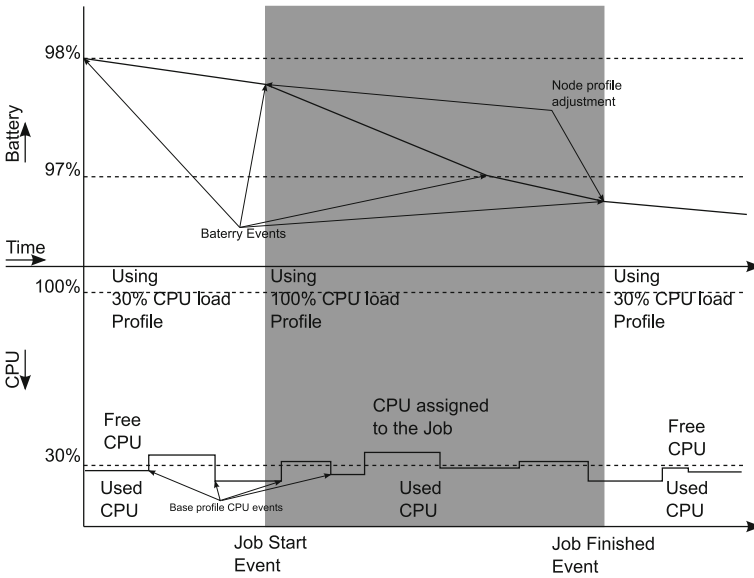 98%
Node profile
adjustment
Battery
97%
Baterry Events
Time
Using
30% CPU load
Profile
Using
100% CPU load
Profile
Using
30% CPU load
Profile
100%
CPU
CPU assigned
to the Job
Free
CPU
Free
CPU
30%
Used
CPU
Base profile CPU events
Used
CPU
Used
CPU
Job Start
Event
Job Finished
Event